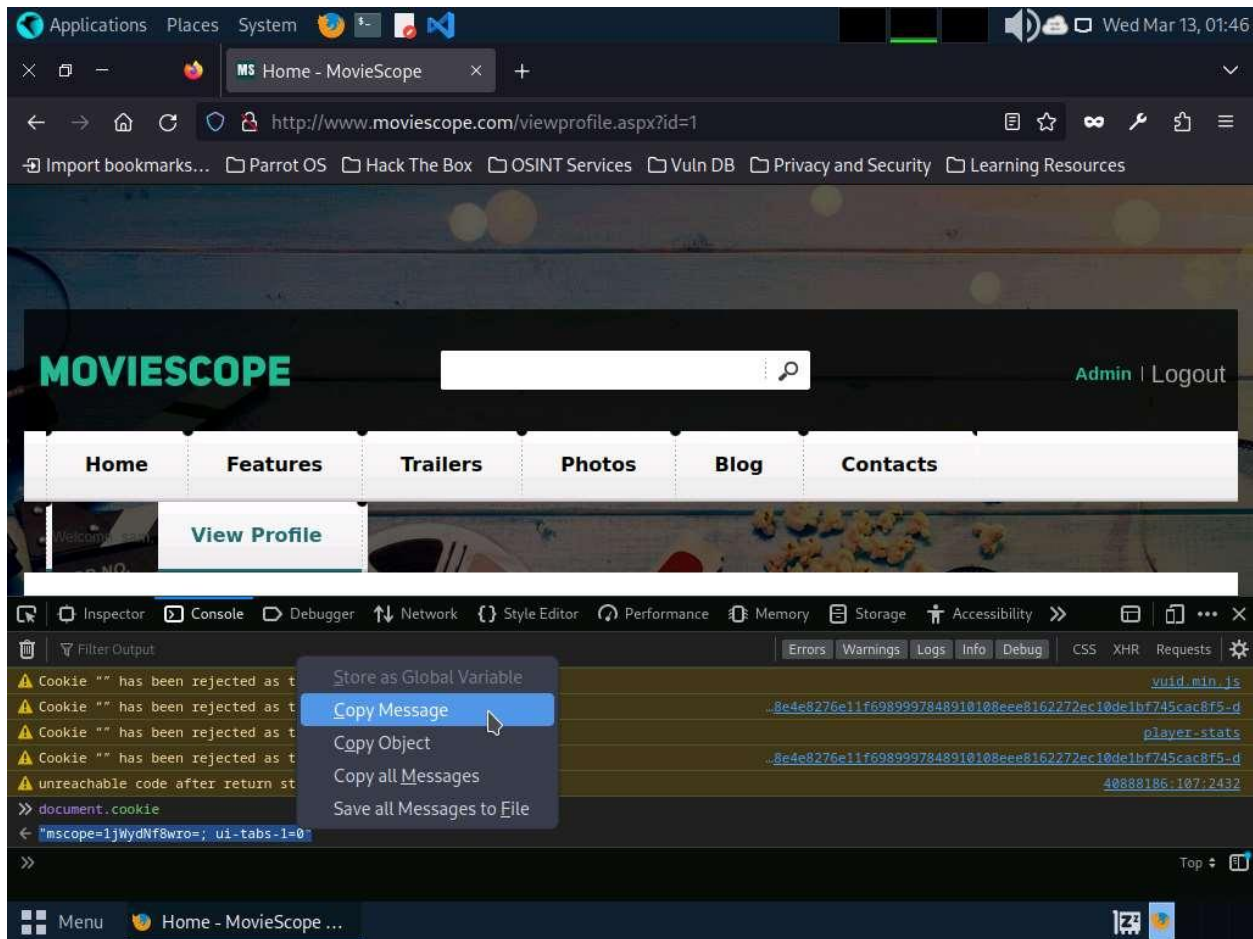 Applications Places System Wed Mar 13, 01:46
MS Home - MovieScope
http://www.moviescope.com/viewprofile.aspx?id=1
Import bookmarks... Parrot OS Hack The Box OSINT Services Vuln DB Privacy and Security Learning Resources
MOVIESCOPE
Admin | Logout
Home Features Trailers Photos Blog Contacts
View Profile
Inspector Console Debugger Network Style Editor Performance Memory Storage Accessibility
Filter Output Errors Warnings Logs Info Debug CSS XHR Requests
Cookie "" has been rejected as t vuid.min.js
Cookie "" has been rejected as t …8e4e8276e11f6989997848910108eee8162272ec10de1bf745cac8f5-d
Cookie "" has been rejected as t player-stats
Cookie "" has been rejected as t …8e4e8276e11f6989997848910108eee8162272ec10de1bf745cac8f5-d
unreachable code after return st 40888186:107:2432
Store as Global Variable
Copy Message
Copy Object
Copy all Messages
Save all Messages to File
document.cookie
"mscope=1jWydNf8wro=; ui-tabs-1=0"
Top
Menu Home - MovieScope ...